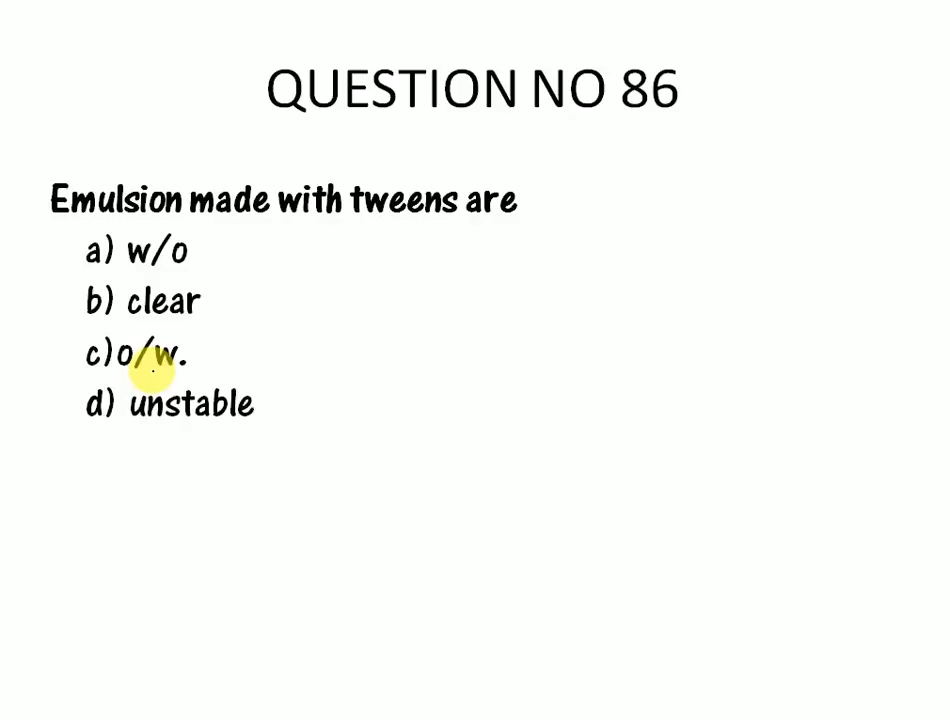 QUESTION NO 86
Emulsion made with tweens are
a) w/o
b) clear
c)o/w.
d) unstable